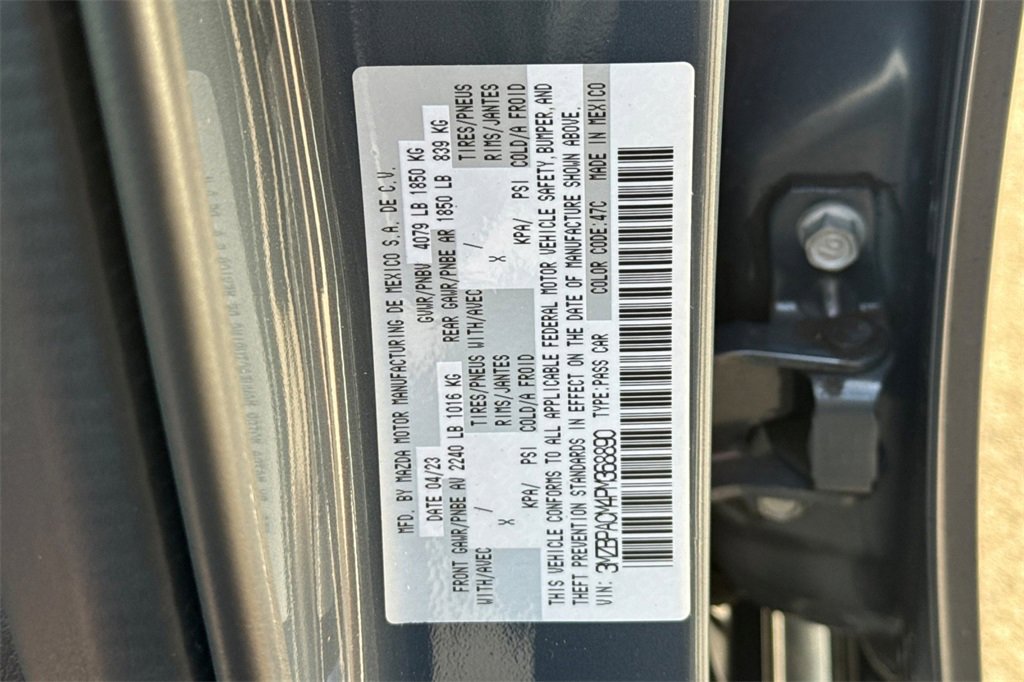 MFD. BY MAZDA MOTOR MANUFACTURING DE MEXICO S.A. DE C.V.
DATE 04/23 GVWR/PNBV 4079 LB 1850 KG
FRONT GAWR/PNBE AV 2240 LB 1016 KG REAR GAWR/PNBE AR 1850 LB 839 KG
WITH/AVEC / TIRES/PNEUS WITH/AVEC / TIRES/PNEUS
X RIMS/JANTES X RIMS/JANTES
KPA/ PSI COLD/A FROID KPA/ PSI COLD/A FROID
THIS VEHICLE CONFORMS TO ALL APPLICABLE FEDERAL MOTOR VEHICLE SAFETY, BUMPER, AND
THEFT PREVENTION STANDARDS IN EFFECT ON THE DATE OF MANUFACTURE SHOWN ABOVE.
VIN: 3MZBPACM4PM368890 TYPE:PASS CAR COLOR CODE:47C MADE IN MEXICO